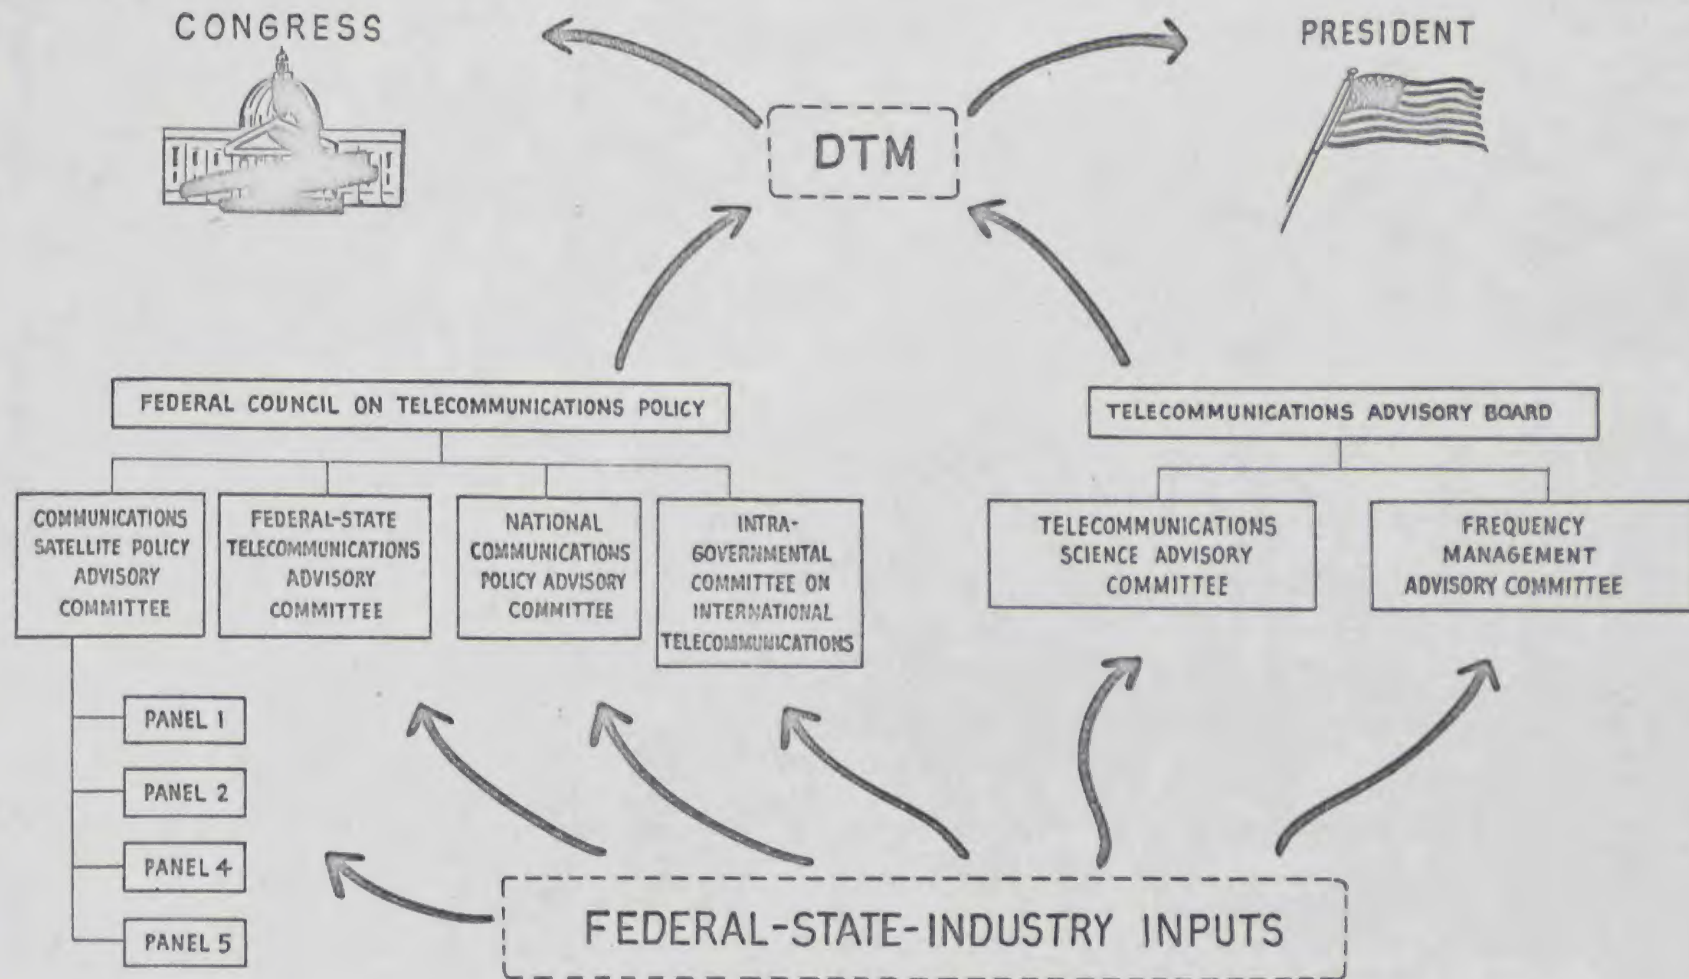 CONGRESS
PRESIDENT
DTM
FEDERAL COUNCIL ON TELECOMMUNICATIONS POLICY
TELECOMMUNICATIONS ADVISORY BOARD
COMMUNICATIONS
SATELLITE POLICY
ADVISORY
COMMITTEE
FEDERAL-STATE
TELECOMMUNICATIONS
ADVISORY
COMMITTEE
NATIONAL
COMMUNICATIONS
POLICY ADVISORY
COMMITTEE
INTRA-
GOVERNMENTAL
COMMITTEE ON
INTERNATIONAL
TELECOMMUNICATIONS
TELECOMMUNICATIONS
SCIENCE ADVISORY
COMMITTEE
FREQUENCY
MANAGEMENT
ADVISORY COMMITTEE
PANEL 1
PANEL 2
PANEL 4
PANEL 5
FEDERAL-STATE-INDUSTRY INPUTS